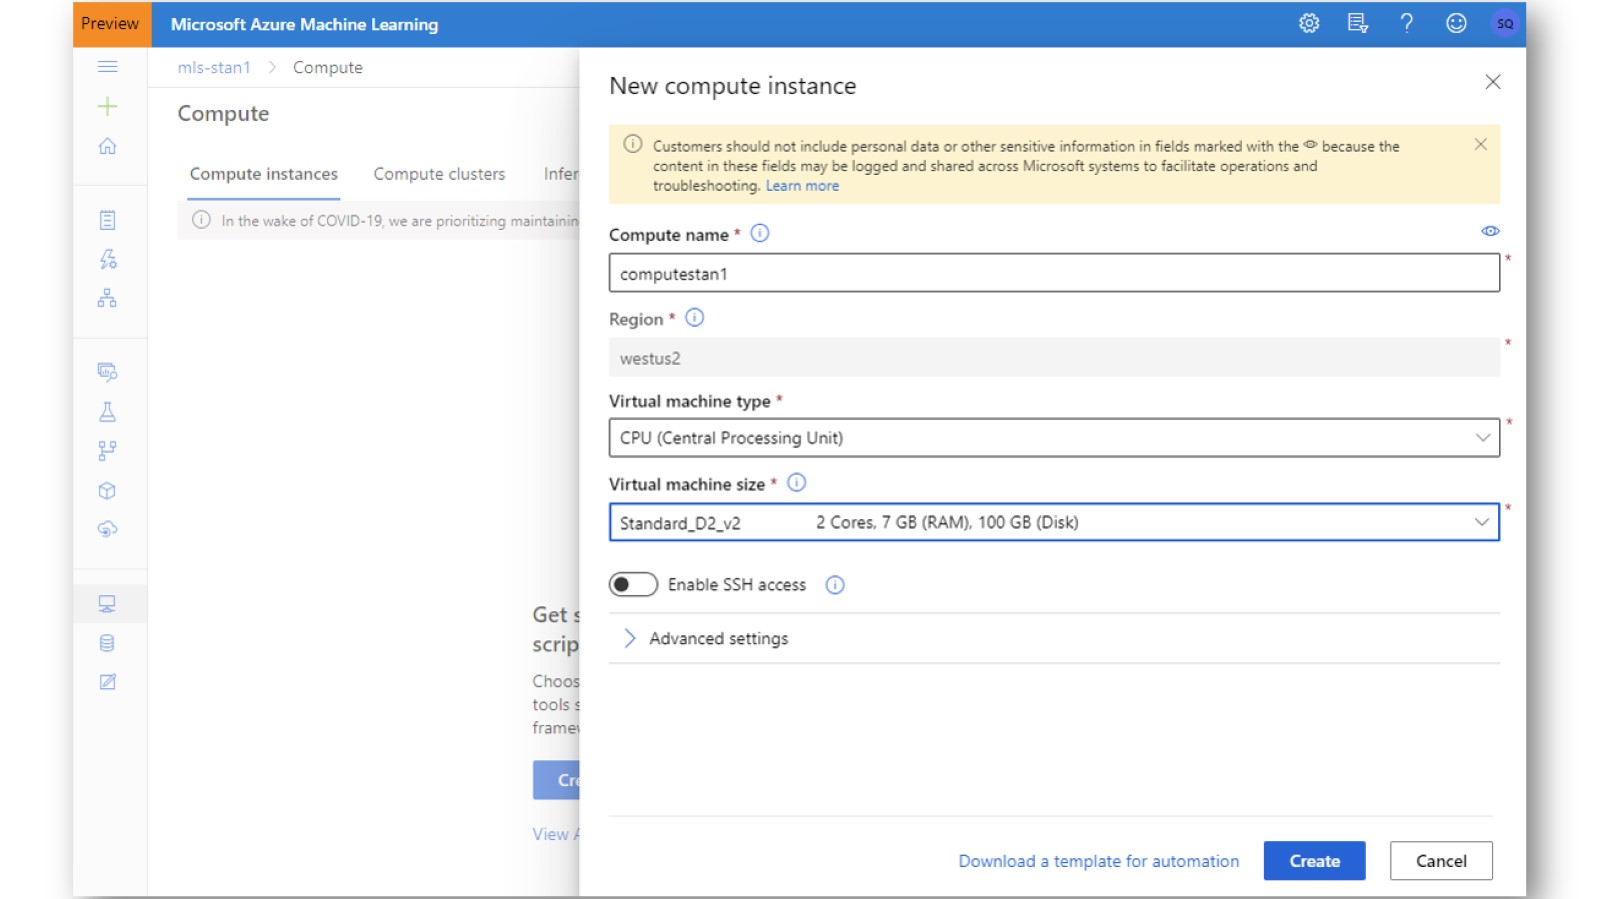 Preview
Microsoft Azure Machine Learning
SQ
mls-stan1 > Compute
Compute
Compute instances
Compute clusters
Infer
In the wake of COVID-19, we are prioritizing maintainin
Get s
scrip
Choos
tools s
framew
Cre
View A
New compute instance
Customers should not include personal data or other sensitive information in fields marked with the because the
content in these fields may be logged and shared across Microsoft systems to facilitate operations and
troubleshooting. Learn more
Compute name *
computestan1 *
Region *
westus2 *
Virtual machine type *
CPU (Central Processing Unit) *
Virtual machine size *
Standard_D2_v2 2 Cores, 7 GB (RAM), 100 GB (Disk) *
Enable SSH access
Advanced settings
Download a template for automation
Create
Cancel